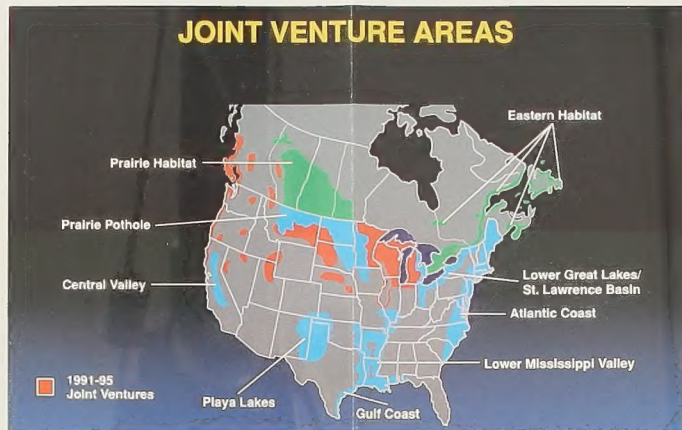 JOINT VENTURE AREAS
Eastern Habitat
Prairie Habitat
Prairie Pothole
Central Valley
Lower Great Lakes/
St. Lawrence Basin
Atlantic Coast
Lower Mississippi Valley
1991-95
Joint Ventures
Playa Lakes
Gulf Coast